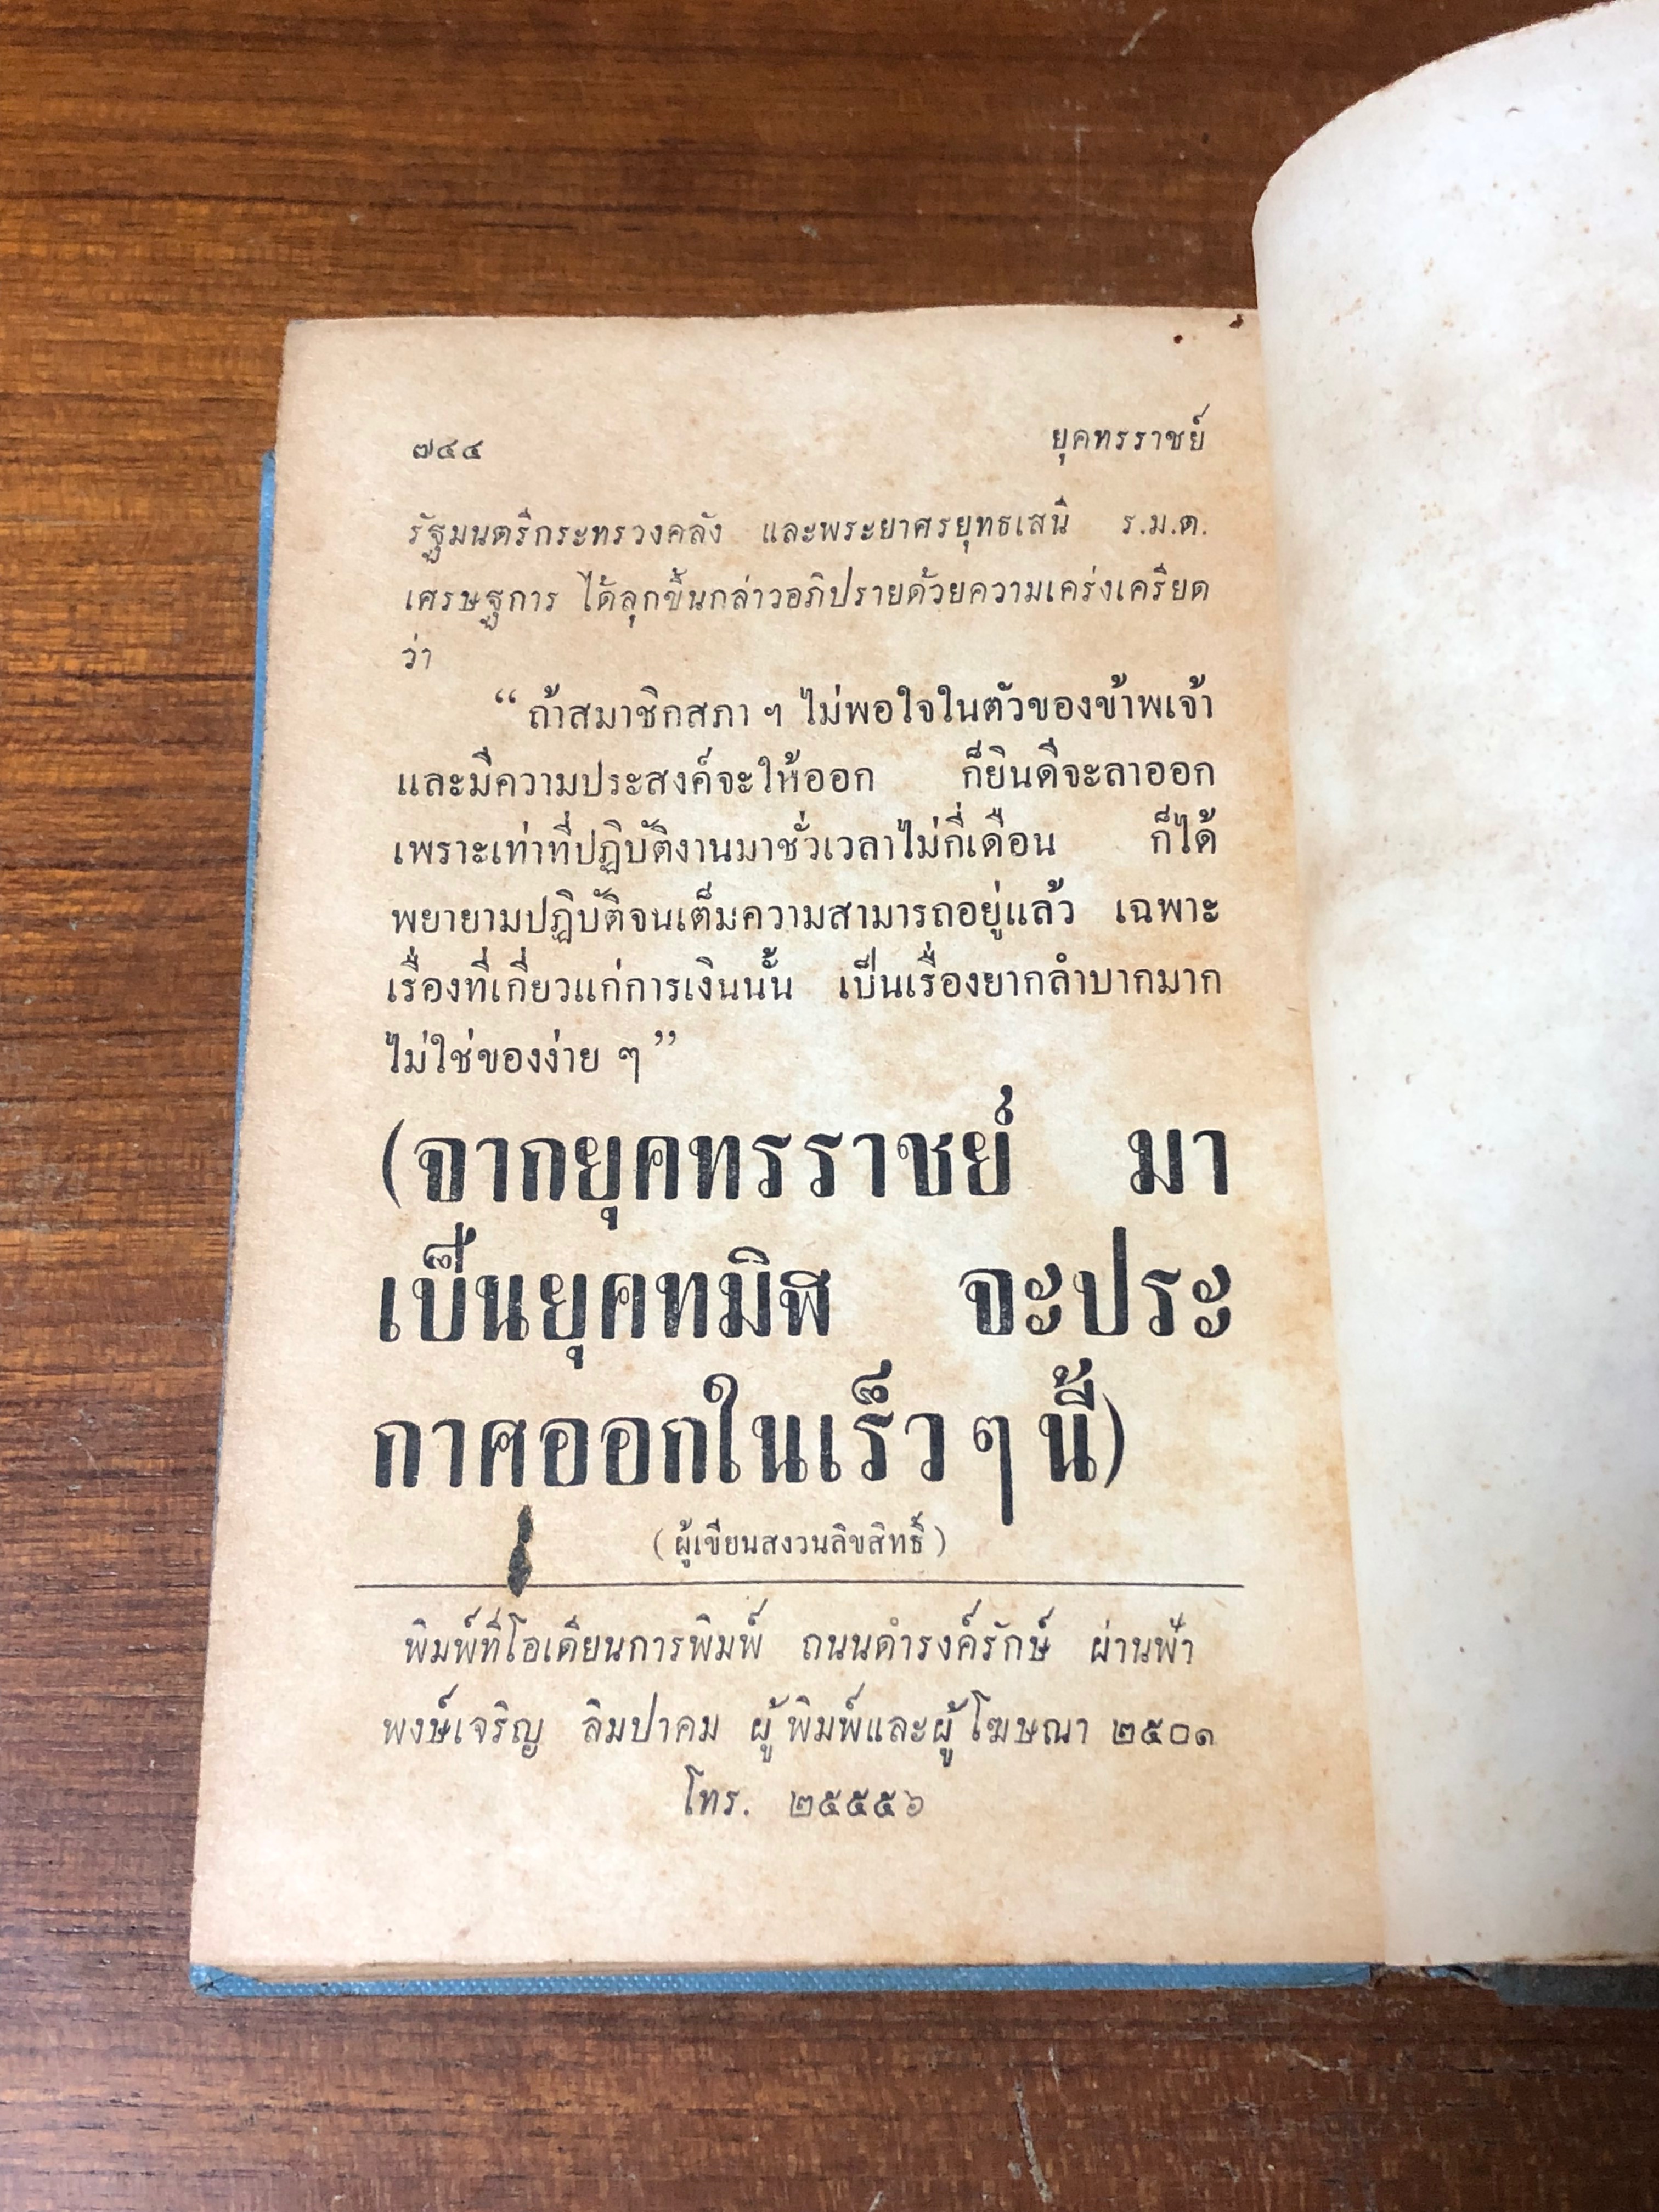 ๗๔๔ ยุคทรราชย์
รัฐมนตรีกระทรวงคลัง และพระยาศรยุทธเสนี ร.ม.ต.
เศรษฐการ ได้ลุกขึ้นกล่าวอภิปรายด้วยความเคร่งเครียด
ว่า
“ถ้าสมาชิกสภา ฯ ไม่พอใจในตัวของข้าพเจ้า
และมีความประสงค์จะให้ออก ก็ยินดีจะลาออก
เพราะเท่าที่ปฏิบัติงานมาชั่วเวลาไม่กี่เดือน ก็ได้
พยายามปฏิบัติจนเต็มความสามารถอยู่แล้ว เฉพาะ
เรื่องที่เกี่ยวแก่การเงินนั้น เป็นเรื่องยากลำบากมาก
ไม่ใช่ของง่าย ๆ”
(จากยุคทรราชย์ มา
เป็นยุคทมิฬ จะประ
กาศออกในเร็ว ๆ นี้)
(ผู้เขียนสงวนลิขสิทธิ์)
พิมพ์ที่โอเดียนการพิมพ์ ถนนดำรงค์รักษ์ ผ่านฟ้า
พงษ์เจริญ ลิมปาคม ผู้พิมพ์และผู้โฆษณา ๒๕๐๑
โทร. ๒๕๕๕๖